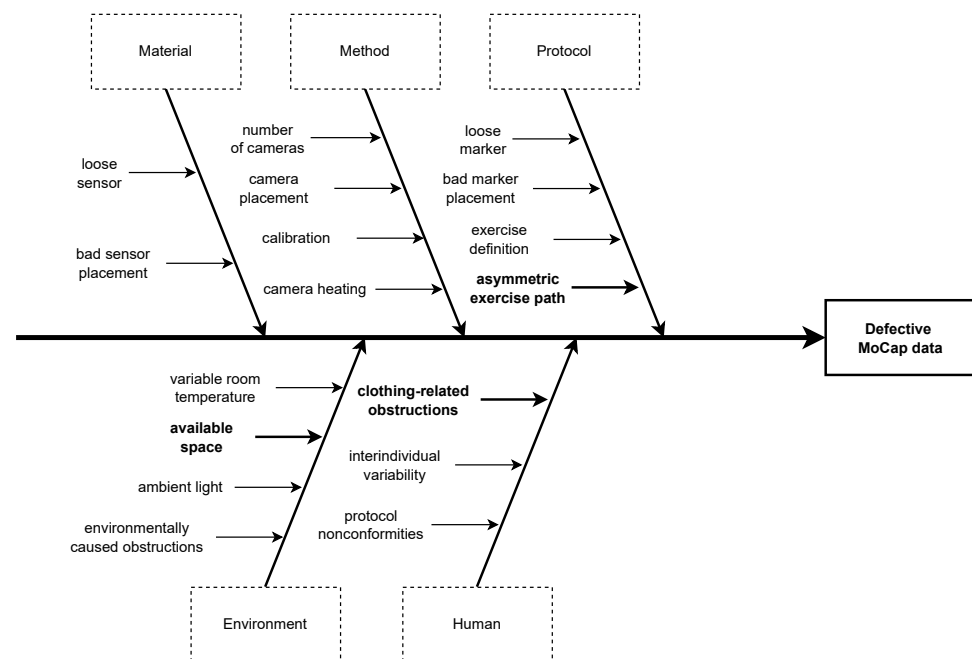 Material
Method
Protocol
loose
sensor
bad sensor
placement
number
of cameras
camera
placement
calibration
camera heating
loose
marker
bad marker
placement
exercise
definition
asymmetric
exercise path
Defective
MoCap data
variable room
temperature
available
space
ambient light
environmentally
caused obstructions
clothing-related
obstructions
interindividual
variability
protocol
nonconformities
Environment
Human